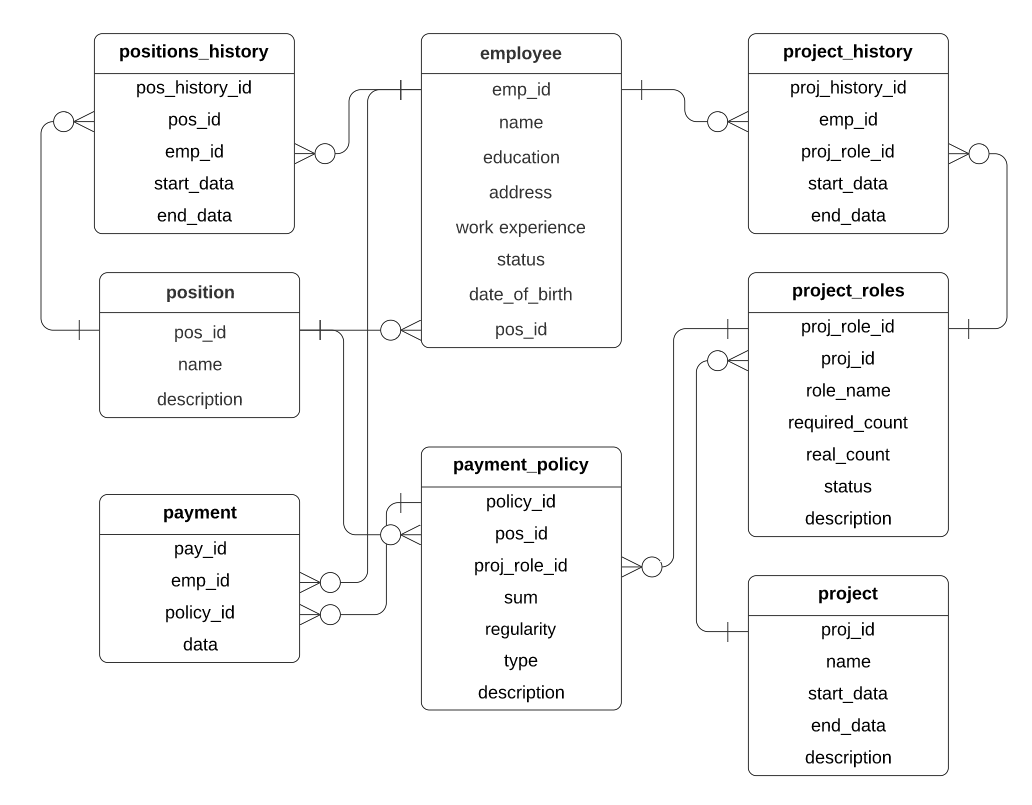 positions_history
pos_history_id
pos_id
emp_id
start_data
end_data
employee
emp_id
name
education
address
work experience
status
date_of_birth
pos_id
project_history
proj_history_id
emp_id
proj_role_id
start_data
end_data
position
pos_id
name
description
project_roles
proj_role_id
proj_id
role_name
required_count
real_count
status
description
payment
pay_id
emp_id
policy_id
data
payment_policy
policy_id
pos_id
proj_role_id
sum
regularity
type
description
project
proj_id
name
start_data
end_data
description